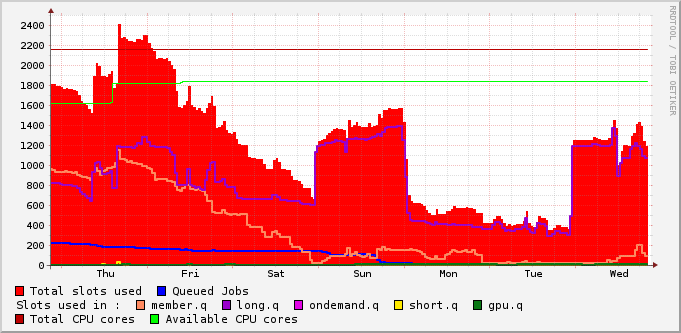 2400
2200
2000
1800
1600
1400
1200
1000
800
600
400
200
0
Thu Fri Sat Sun Mon Tue Wed
RRDTOOL / TOBI OETIKER
Total slots used Queued Jobs
Slots used in : member.q long.q ondemand.q short.q gpu.q
Total CPU cores Available CPU cores